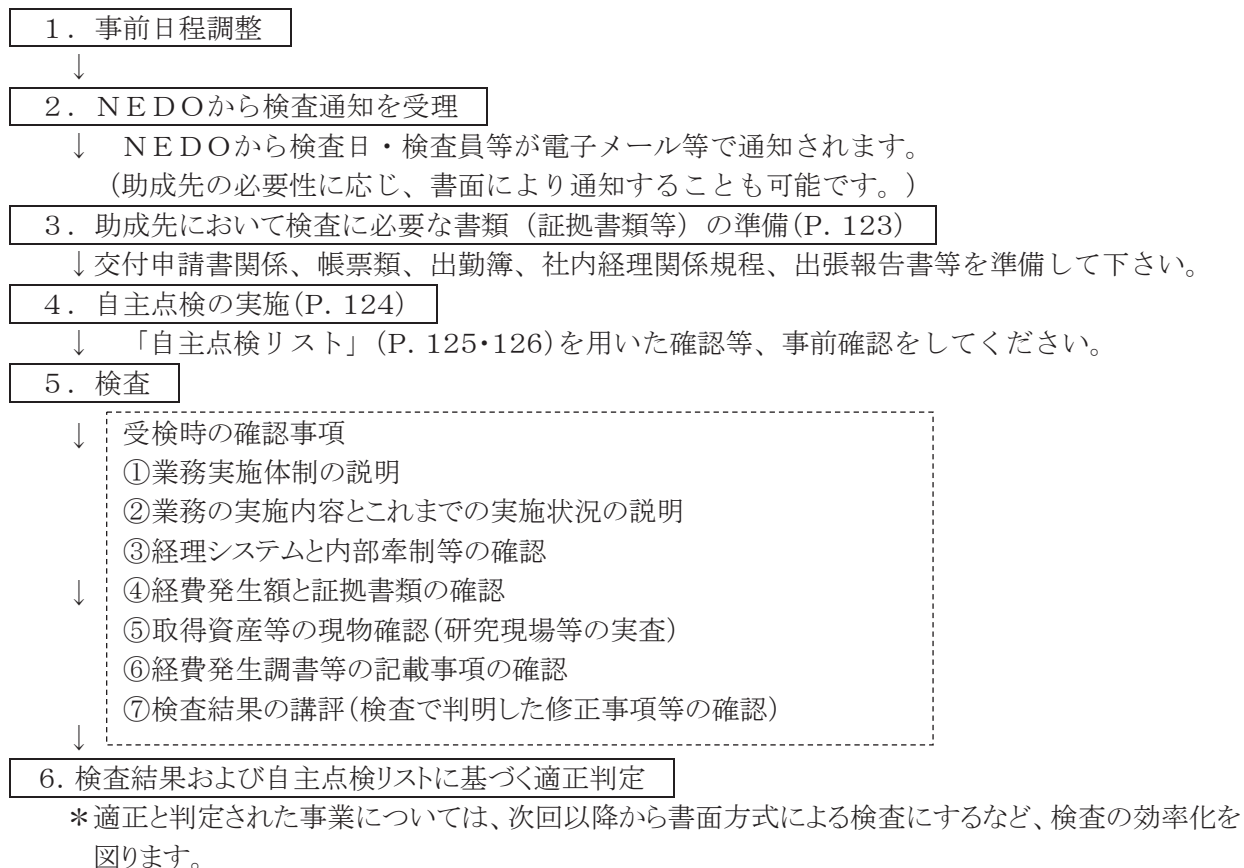 １．事前日程調整
↓
２．ＮＥＤＯから検査通知を受理
↓　ＮＥＤＯから検査日・検査員等が電子メール等で通知されます。
（助成先の必要性に応じ、書面により通知することも可能です。）
３．助成先において検査に必要な書類（証拠書類等）の準備(P. 123)
↓交付申請書関係、帳票類、出勤簿、社内経理関係規程、出張報告書等を準備して下さい。
４．自主点検の実施(P. 124)
↓　「自主点検リスト」(P. 125・126)を用いた確認等、事前確認をしてください。
５．検査
↓　受検時の確認事項
①業務実施体制の説明
②業務の実施内容とこれまでの実施状況の説明
③経理システムと内部牽制等の確認
↓　④経費発生額と証拠書類の確認
⑤取得資産等の現物確認(研究現場等の実査)
⑥経費発生調書等の記載事項の確認
⑦検査結果の講評(検査で判明した修正事項等の確認)
↓
６．検査結果および自主点検リストに基づく適正判定
＊適正と判定された事業については、次回以降から書面方式による検査にするなど、検査の効率化を
図ります。